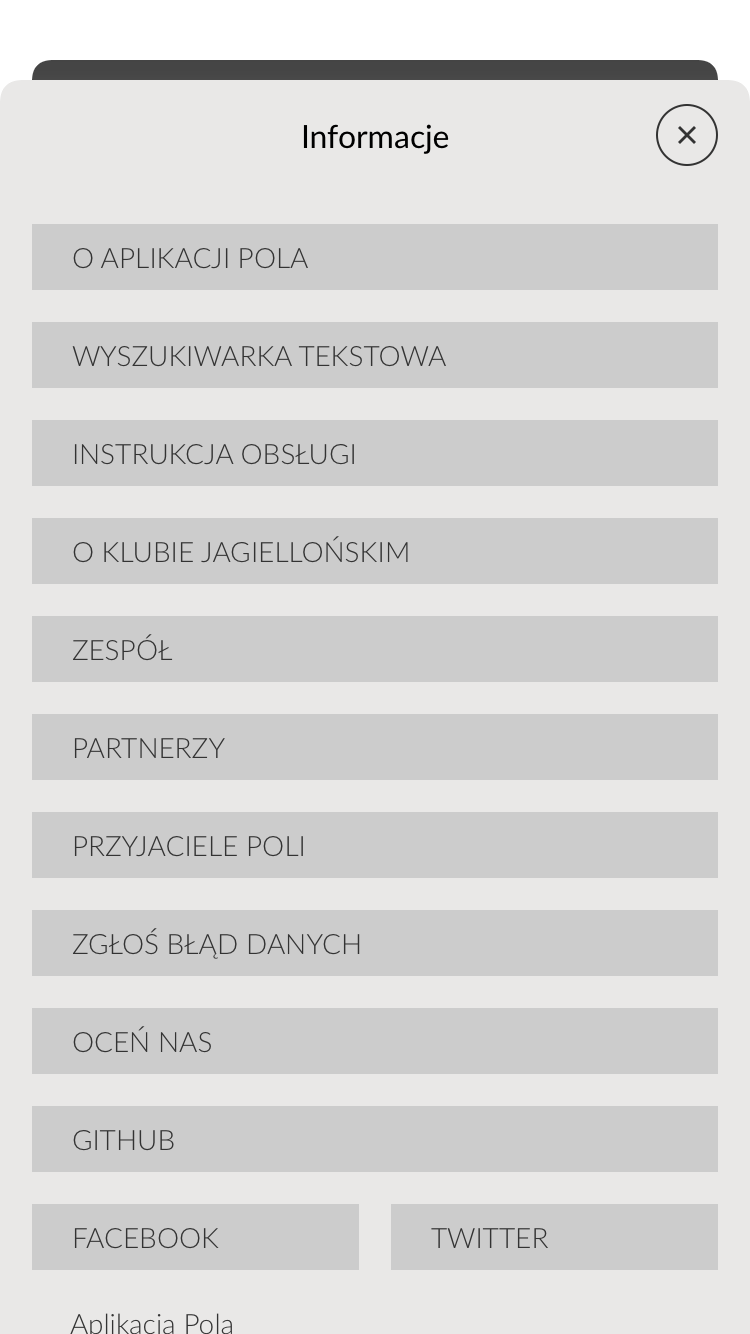 Informacje
O APLIKACJI POLA
WYSZUKIWARKA TEKSTOWA
INSTRUKCJA OBSŁUGI
O KLUBIE JAGIELLOŃSKIM
ZESPÓŁ
PARTNERZY
PRZYJACIELE POLI
ZGŁOŚ BŁĄD DANYCH
OCEŃ NAS
GITHUB
FACEBOOK
TWITTER
Aplikacja Pola